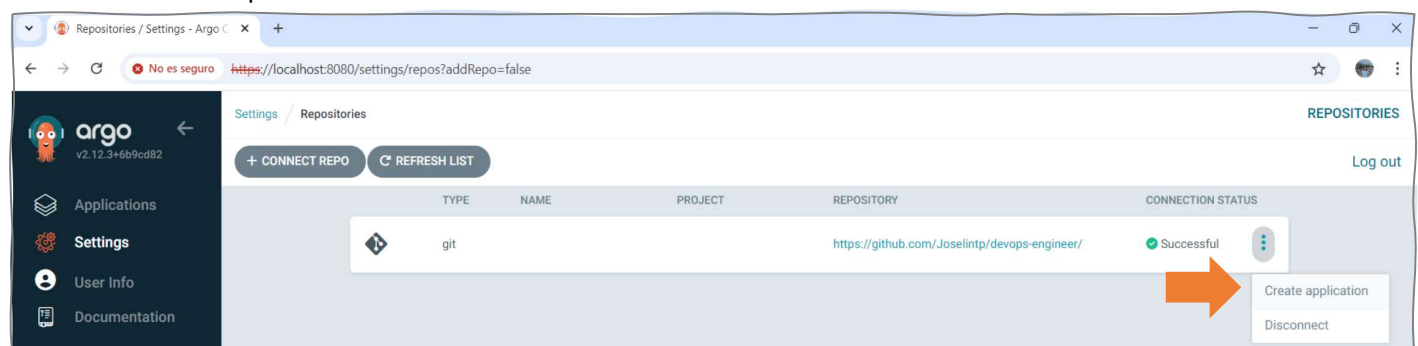 Repositories / Settings - Argo C
No es seguro https://localhost:8080/settings/repos?addRepo=false
argo
v2.12.3+6b9cd82
Applications
Settings
User Info
Documentation
Settings / Repositories
REPOSITORIES
+ CONNECT REPO
REFRESH LIST
Log out
TYPE NAME PROJECT REPOSITORY CONNECTION STATUS
git https://github.com/Joselintp/devops-engineer/ Successful
Create application
Disconnect